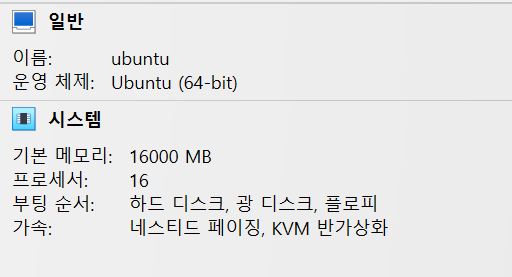 일반
이름: ubuntu
운영 체제: Ubuntu (64-bit)
시스템
기본 메모리: 16000 MB
프로세서: 16
부팅 순서: 하드 디스크, 광 디스크, 플로피
가속: 네스티드 페이징, KVM 반가상화